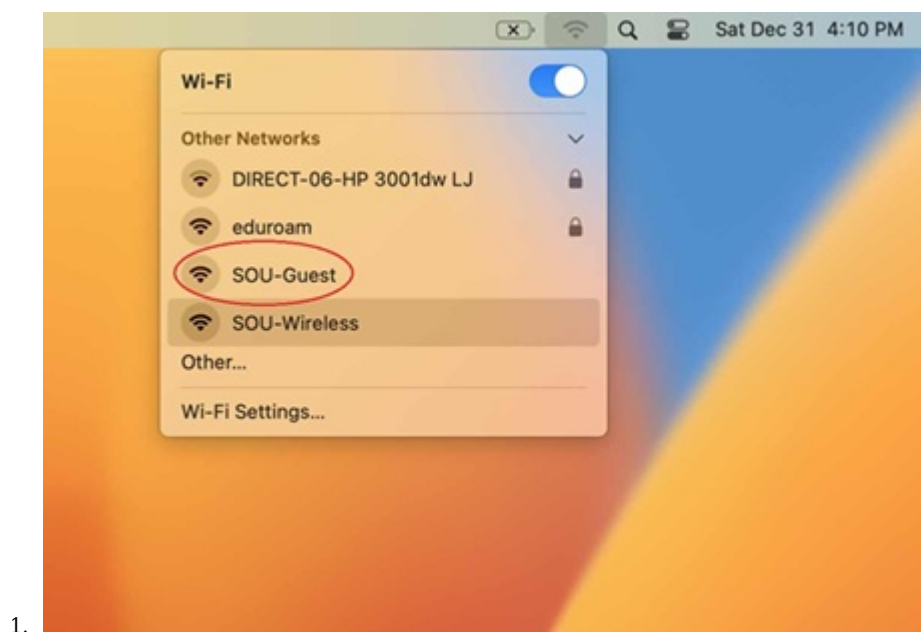 Sat Dec 31 4:10 PM
Wi-Fi
Other Networks
DIRECT-06-HP 3001dw LJ
eduroam
SOU-Guest
SOU-Wireless
Other...
Wi-Fi Settings...
1.